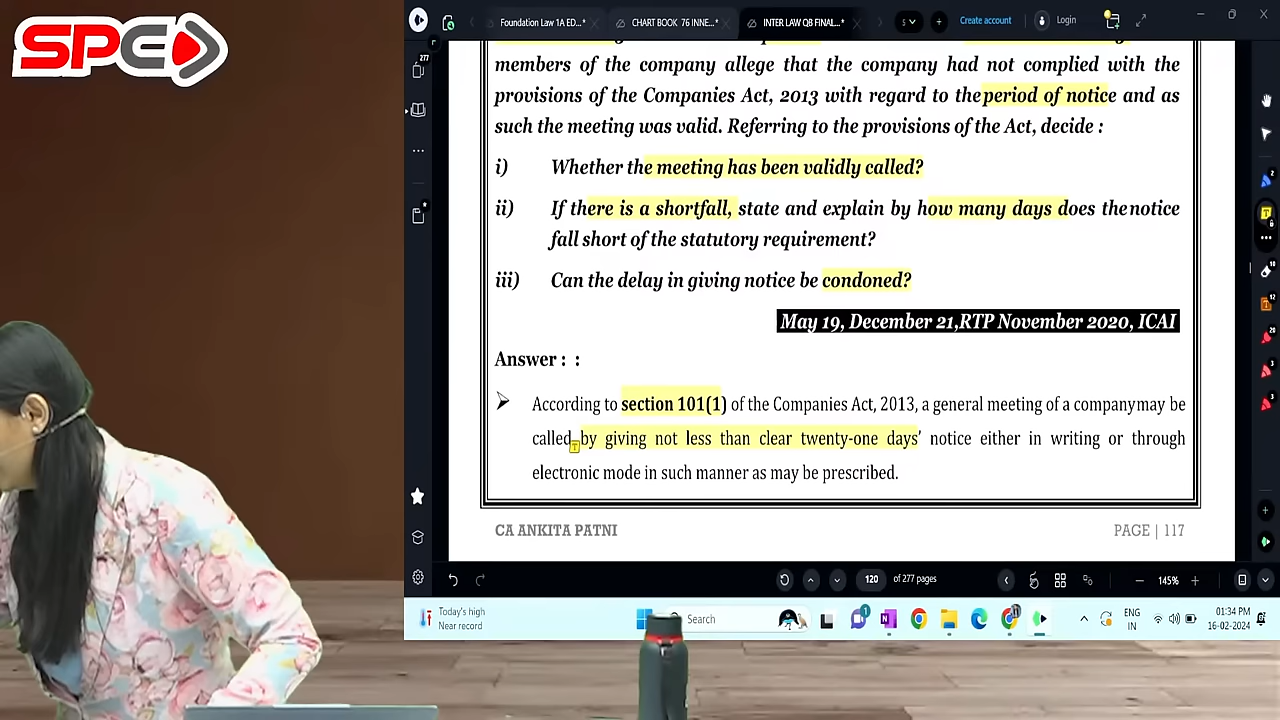 SPC
Foundation Law 1A ED...*
CHART BOOK 76 INNE...*
INTER LAW QB FINAL...*
5
Create account
Login
277
members of the company allege that the company had not complied with the
provisions of the Companies Act, 2013 with regard to the period of notice and as
such the meeting was valid. Referring to the provisions of the Act, decide :
i) Whether the meeting has been validly called?
ii) If there is a shortfall, state and explain by how many days does the notice
fall short of the statutory requirement?
iii) Can the delay in giving notice be condoned?
May 19, December 21,RTP November 2020, ICAI
Answer : :
According to section 101(1) of the Companies Act, 2013, a general meeting of a company may be
called by giving not less than clear twenty-one days' notice either in writing or through
electronic mode in such manner as may be prescribed.
CA ANKITA PATNI
PAGE | 117
120 of 277 pages
145%
Today's high
Near record
Search
ENG
IN
01:34 PM
16-02-2024